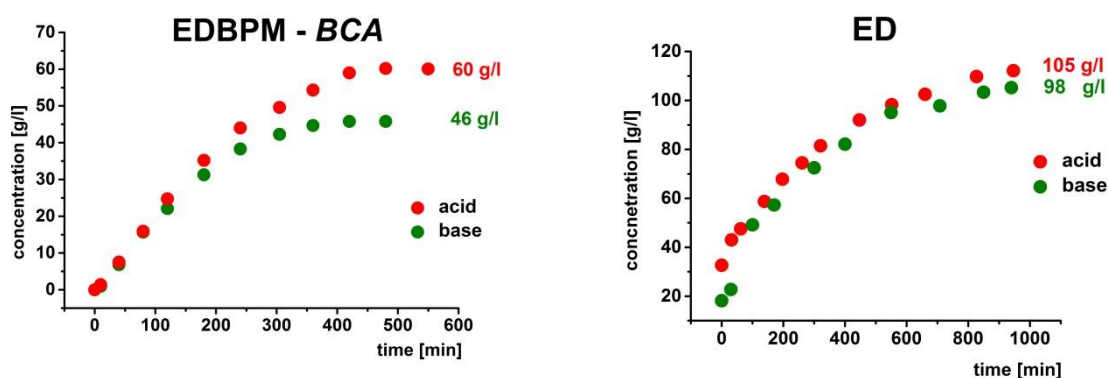 EDBPM - BCA
70
60
50
40
30
20
10
0
concentration [g/l]
60 g/l
46 g/l
acid
base
0 100 200 300 400 500 600
time [min]
ED
120
100
80
60
40
20
concnetration [g/l]
105 g/l
98 g/l
acid
base
0 200 400 600 800 1000
time [min]